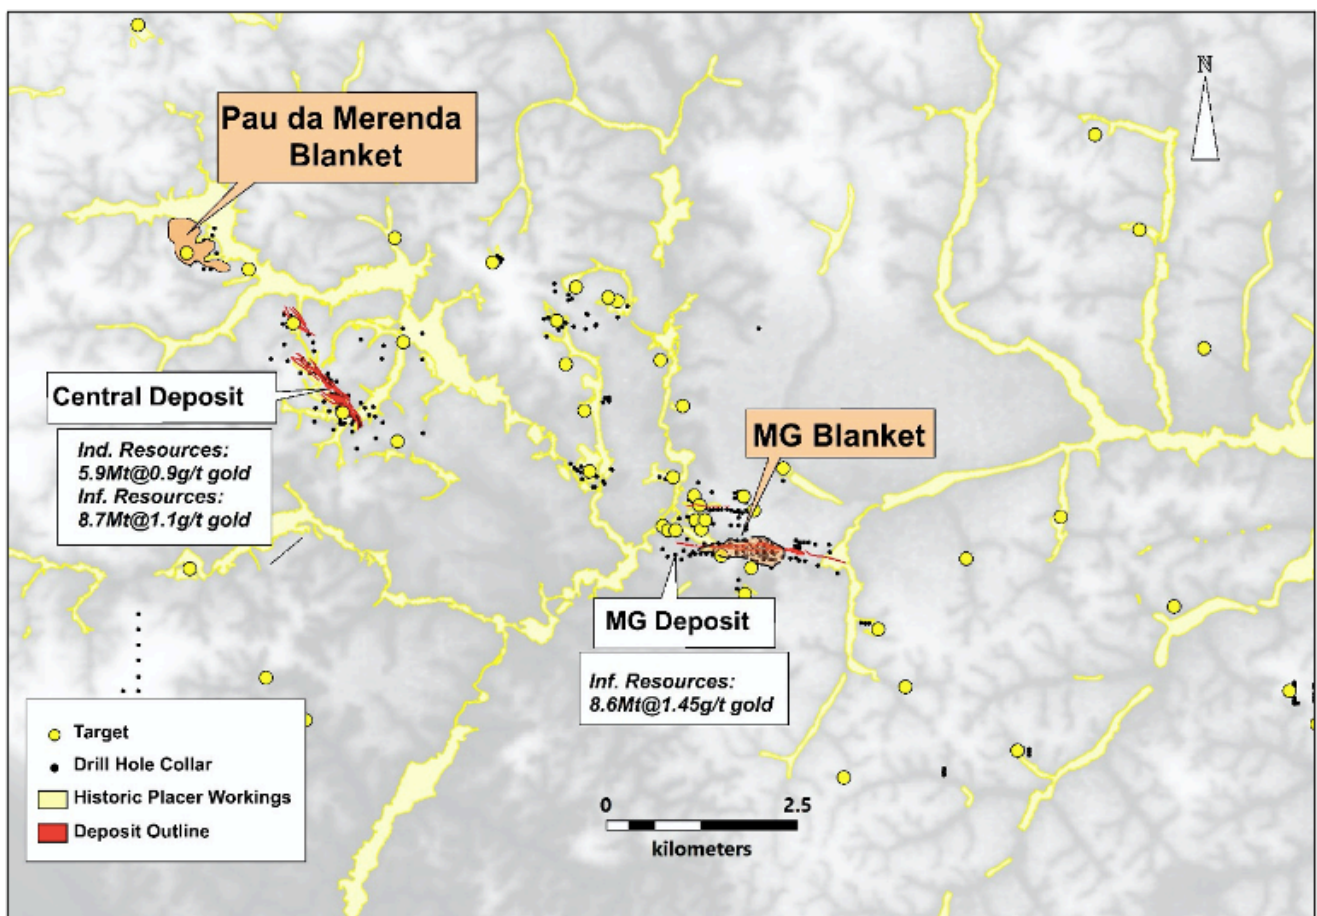 N
Pau da Merenda
Blanket
Central Deposit
Ind. Resources:
5.9Mt@0.9g/t gold
Inf. Resources:
8.7Mt@1.1g/t gold
MG Blanket
MG Deposit
Inf. Resources:
8.6Mt@1.45g/t gold
Target
Drill Hole Collar
Historic Placer Workings
Deposit Outline
0 2.5
kilometers